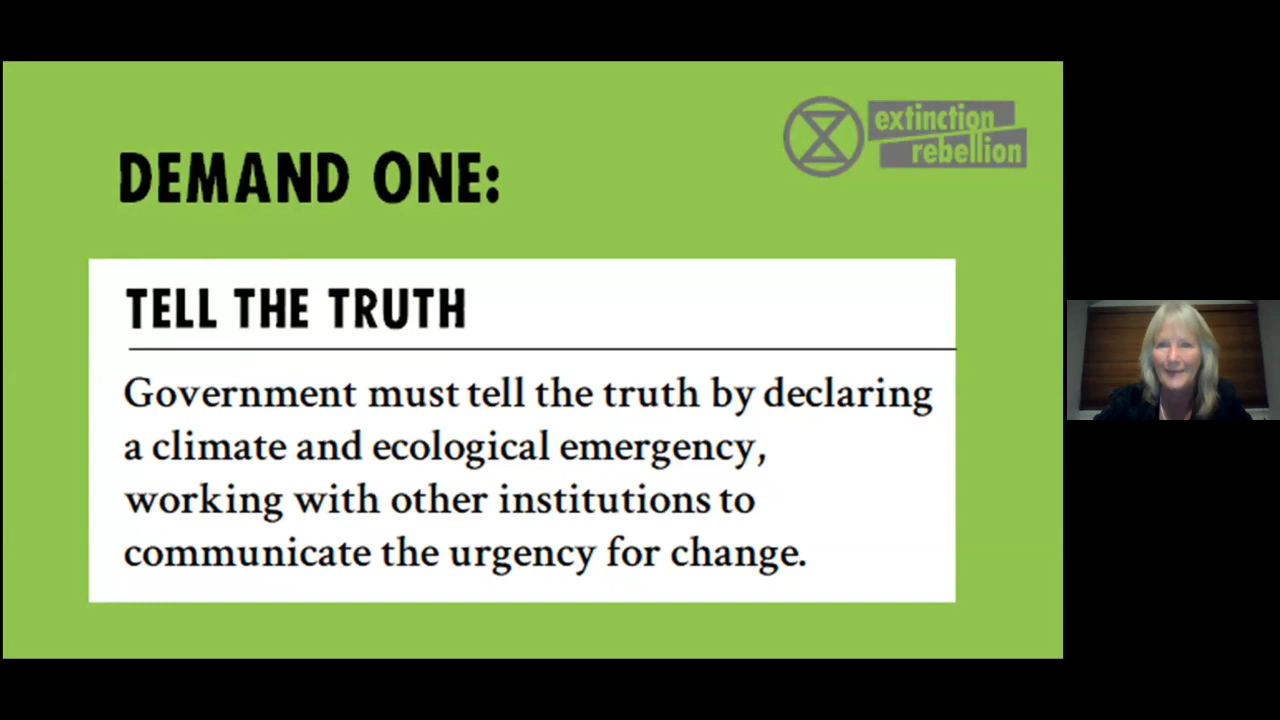 extinction
rebellion
DEMAND ONE:
TELL THE TRUTH
Government must tell the truth by declaring
a climate and ecological emergency,
working with other institutions to
communicate the urgency for change.